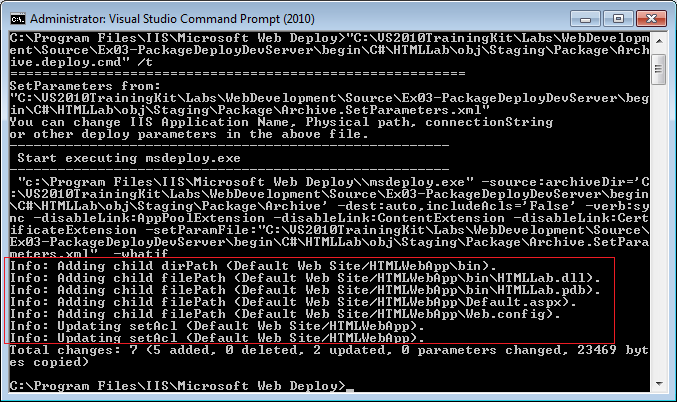 Administrator: Visual Studio Command Prompt (2010)
C:\Program Files\IIS\Microsoft Web Deploy>"C:\VS2010TrainingKit\Labs\WebDevelopm
ent\Source\Ex03-PackageDeployDevServer\begin\C#\HTMLLab\obj\Staging\Package\Arch
ive.deploy.cmd" /t
=========================================================
SetParameters from:
"C:\VS2010TrainingKit\Labs\WebDevelopment\Source\Ex03-PackageDeployDevServer\beg
in\C#\HTMLLab\obj\Staging\Package\Archive.SetParameters.xml"
You can change IIS Application Name, Physical path, connectionString
or other deploy parameters in the above file.
-------------------------------------------------------
 Start executing msdeploy.exe
-------------------------------------------------------
 "c:\Program Files\IIS\Microsoft Web Deploy\\msdeploy.exe" -source:archiveDir='C
:\VS2010TrainingKit\Labs\WebDevelopment\Source\Ex03-PackageDeployDevServer\begin
\C#\HTMLLab\obj\Staging\Package\Archive' -dest:auto,includeAcls='False' -verb:sy
nc -disableLink:AppPoolExtension -disableLink:ContentExtension -disableLink:Cert
ificateExtension -setParamFile:"C:\VS2010TrainingKit\Labs\WebDevelopment\Source\
Ex03-PackageDeployDevServer\begin\C#\HTMLLab\obj\Staging\Package\Archive.SetPara
meters.xml" -whatif
Info: Adding child dirPath (Default Web Site/HTMLWebApp\bin).
Info: Adding child filePath (Default Web Site/HTMLWebApp\bin\HTMLLab.dll).
Info: Adding child filePath (Default Web Site/HTMLWebApp\bin\HTMLLab.pdb).
Info: Adding child filePath (Default Web Site/HTMLWebApp\Default.aspx).
Info: Adding child filePath (Default Web Site/HTMLWebApp\Web.config).
Info: Updating setAcl (Default Web Site/HTMLWebApp).
Info: Updating setAcl (Default Web Site/HTMLWebApp).
Total changes: 7 (5 added, 0 deleted, 2 updated, 0 parameters changed, 23469 byt
es copied)
C:\Program Files\IIS\Microsoft Web Deploy>_